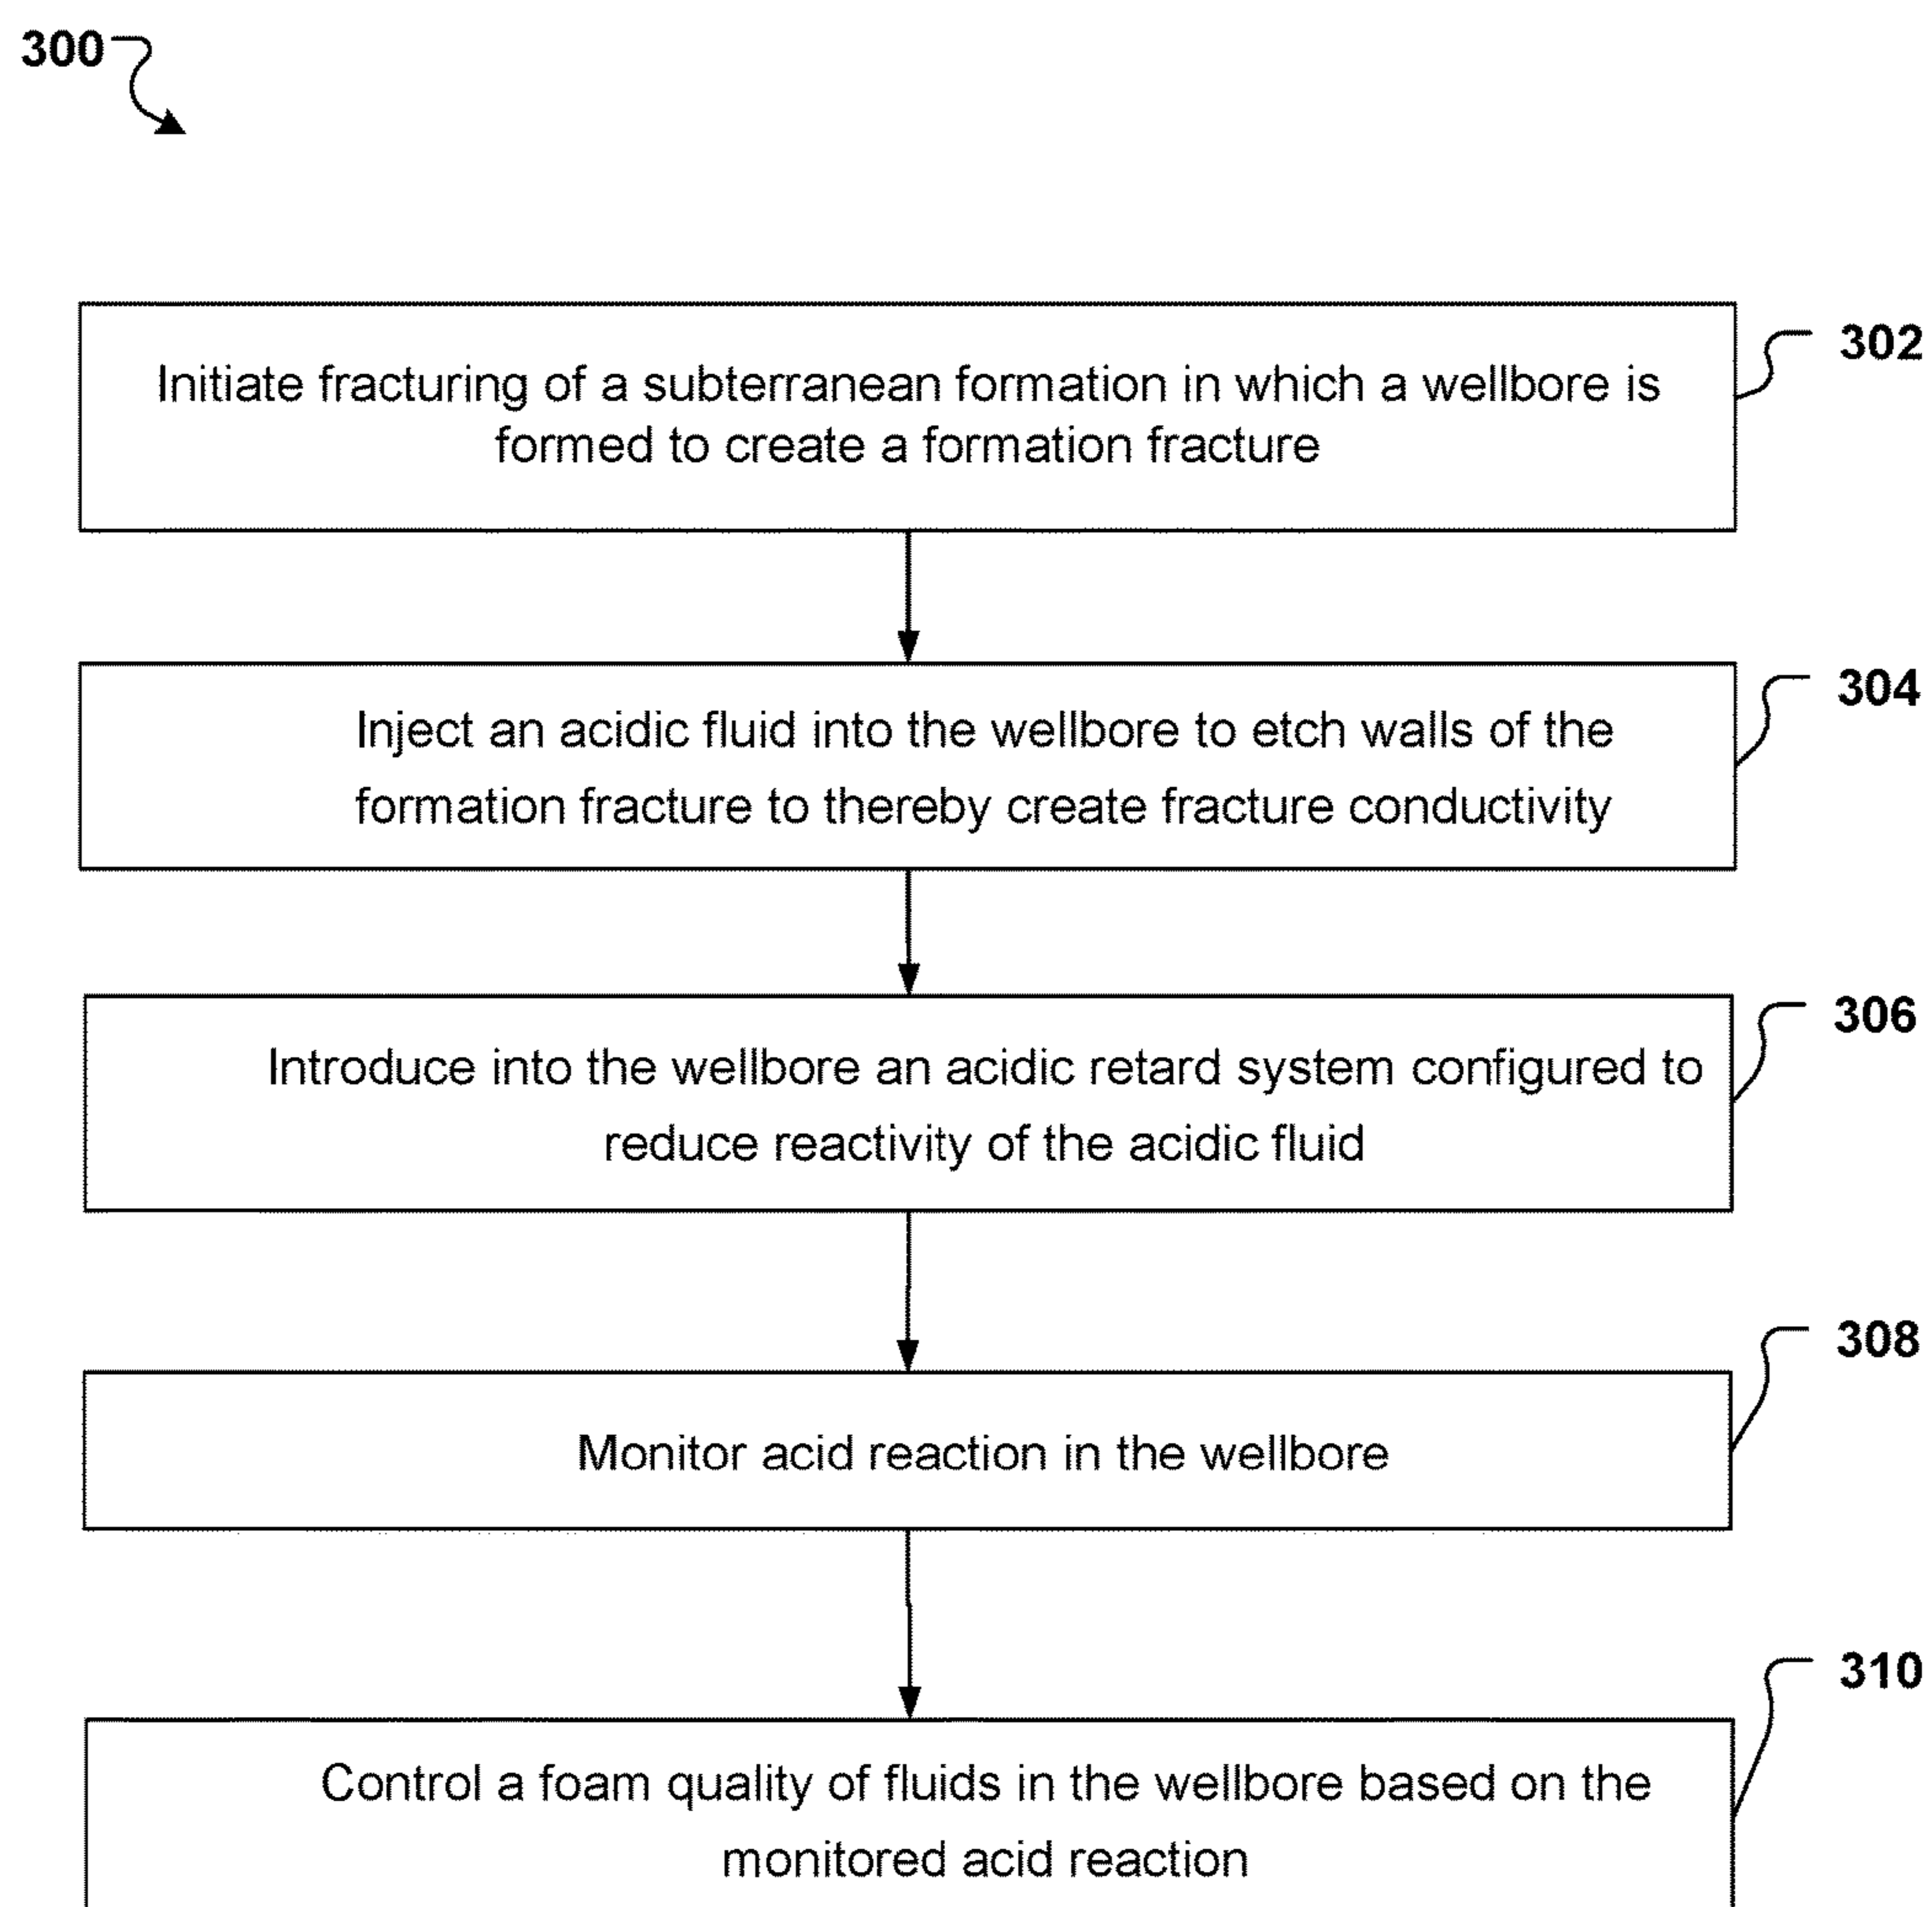 300
302
Initiate fracturing of a subterranean formation in which a wellbore is
formed to create a formation fracture
304
Inject an acidic fluid into the wellbore to etch walls of the
formation fracture to thereby create fracture conductivity
306
Introduce into the wellbore an acidic retard system configured to
reduce reactivity of the acidic fluid
308
Monitor acid reaction in the wellbore
310
Control a foam quality of fluids in the wellbore based on the
monitored acid reaction